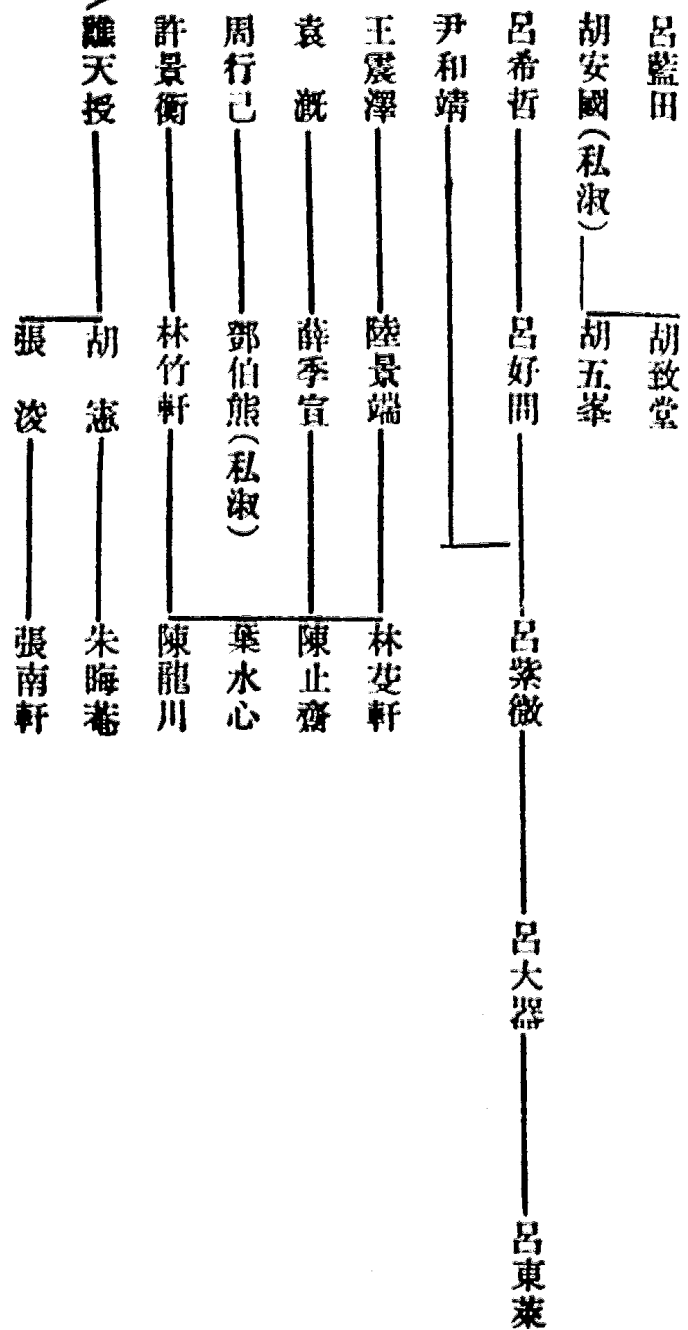 呂藍田
胡安國(私淑)
胡致堂
胡五峯
呂希哲
呂好問
呂紫微
呂大器
呂東萊
尹和靖
王震澤
陸景端
林艾軒
袁漑
薛季宣
陳止齋
周行己
鄧伯熊(私淑)
葉水心
許景衡
林竹軒
陳龍川
譙天授
胡憲
朱晦菴
張浚
張南軒